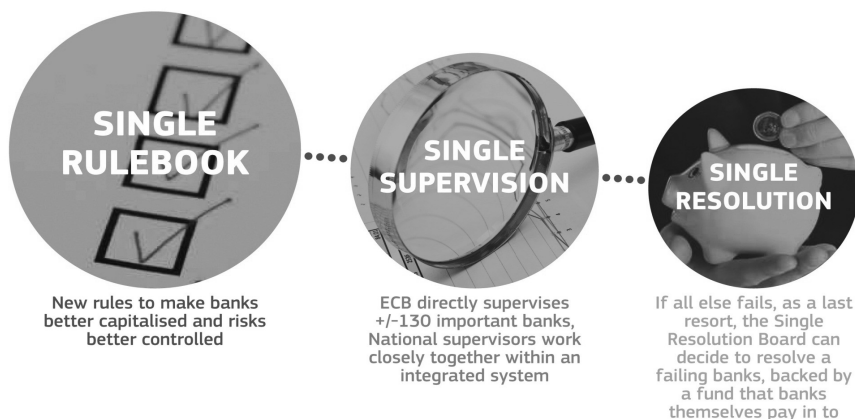 SINGLE
RULEBOOK
New rules to make banks
better capitalised and risks
better controlled
SINGLE
SUPERVISION
ECB directly supervises
+/-130 important banks,
National supervisors work
closely together within an
integrated system
SINGLE
RESOLUTION
If all else fails, as a last
resort, the Single
Resolution Board can
decide to resolve a
failing banks, backed by
a fund that banks
themselves pay in to